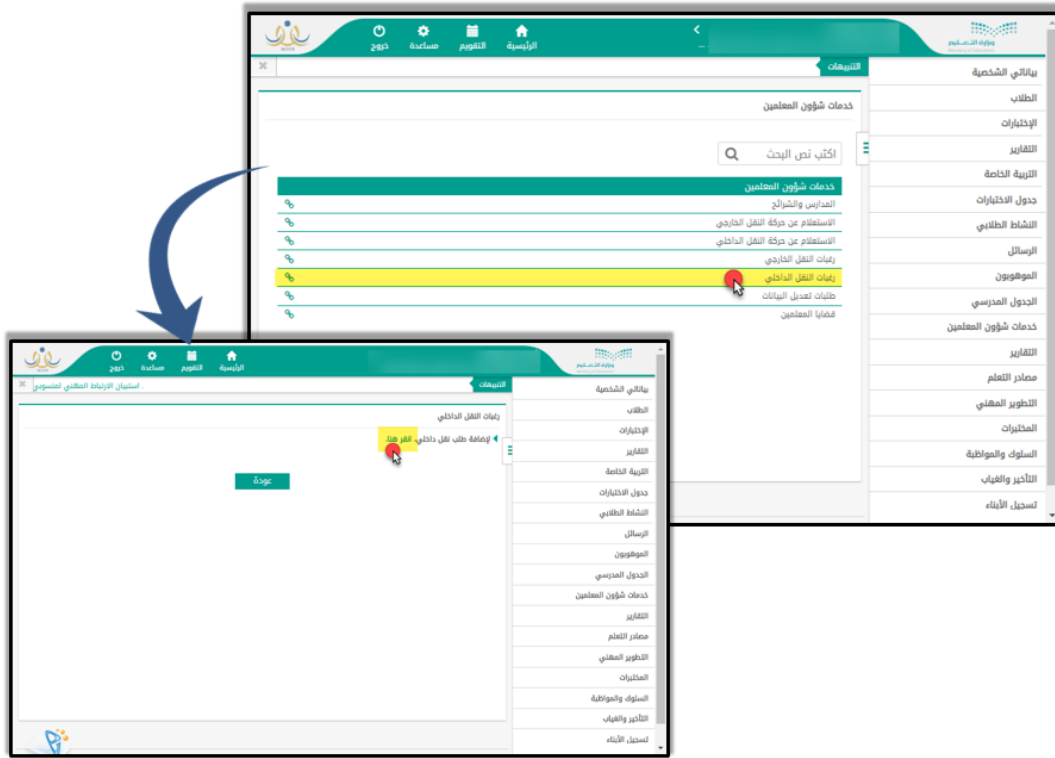 وزارة التعليم
Ministry of Education
الرئيسية
التقويم
مساعدة
خروج
NOOR
التنبيهات
بياناتي الشخصية
الطلاب
الإختبارات
التقارير
التربية الخاصة
جدول الاختبارات
النشاط الطلابي
الرسائل
الموهوبون
الجدول المدرسي
خدمات شؤون المعلمين
التقارير
مصادر التعلم
التطوير المهني
المختبرات
السلوك والمواظبة
التأخير والغياب
تسجيل الأبناء
خدمات شؤون المعلمين
اكتب نص البحث
خدمات شؤون المعلمين
المدارس والشرائح
الاستعلام عن حركة النقل الخارجي
الاستعلام عن حركة النقل الداخلي
رغبات النقل الخارجي
رغبات النقل الداخلي
طلبات تعديل البيانات
قضايا المعلمين
وزارة التعليم
الرئيسية
التقويم
مساعدة
خروج
NOOR
التنبيهات
. استبيان الارتباط المهني لمنسوبي
بياناتي الشخصية
الطلاب
الإختبارات
التقارير
التربية الخاصة
جدول الاختبارات
النشاط الطلابي
الرسائل
الموهوبون
الجدول المدرسي
خدمات شؤون المعلمين
التقارير
مصادر التعلم
التطوير المهني
المختبرات
السلوك والمواظبة
التأخير والغياب
تسجيل الأبناء
رغبات النقل الداخلي
لإضافة طلب نقل داخلي، انقر هنا.
عودة